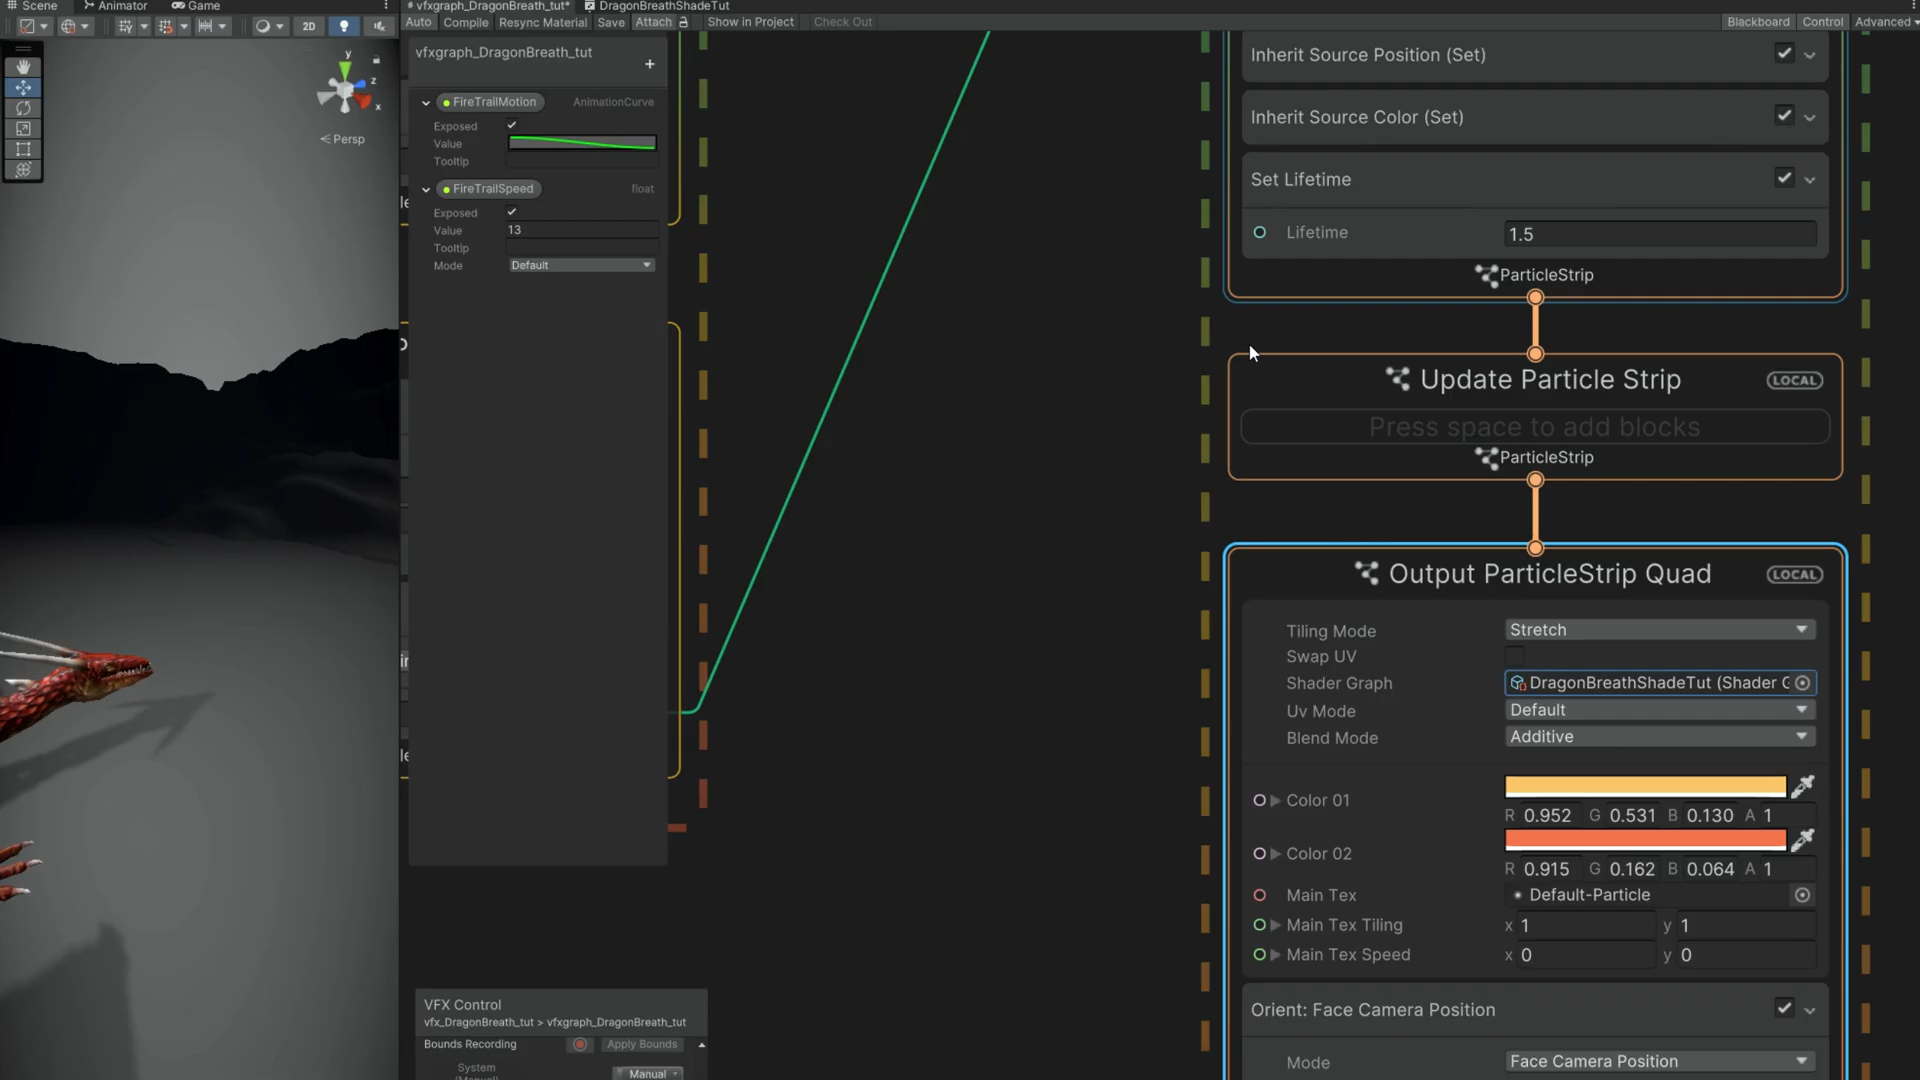 Scene
Animator
Game
vfxgraph_DragonBreath_tut*
DragonBreathShadeTut
Auto
Compile
Resync Material
Save
Attach
Show in Project
Check Out
Blackboard
Control
Advanced
2D
y
z
x
Persp
vfxgraph_DragonBreath_tut
+
FireTrailMotion
AnimationCurve
Exposed
Value
Tooltip
FireTrailSpeed
float
Exposed
Value
13
Tooltip
Mode
Default
Inherit Source Position (Set)
Inherit Source Color (Set)
Set Lifetime
Lifetime
1.5
ParticleStrip
Update Particle Strip
LOCAL
Press space to add blocks
ParticleStrip
Output ParticleStrip Quad
LOCAL
Tiling Mode
Stretch
Swap UV
Shader Graph
DragonBreathShadeTut (Shader G
Uv Mode
Default
Blend Mode
Additive
Color 01
R 0.952 G 0.531 B 0.130 A 1
Color 02
R 0.915 G 0.162 B 0.064 A 1
Main Tex
Default-Particle
Main Tex Tiling
x 1 y 1
Main Tex Speed
x 0 y 0
Orient: Face Camera Position
Mode
Face Camera Position
VFX Control
vfx_DragonBreath_tut > vfxgraph_DragonBreath_tut
Bounds Recording
Apply Bounds
System
Manual